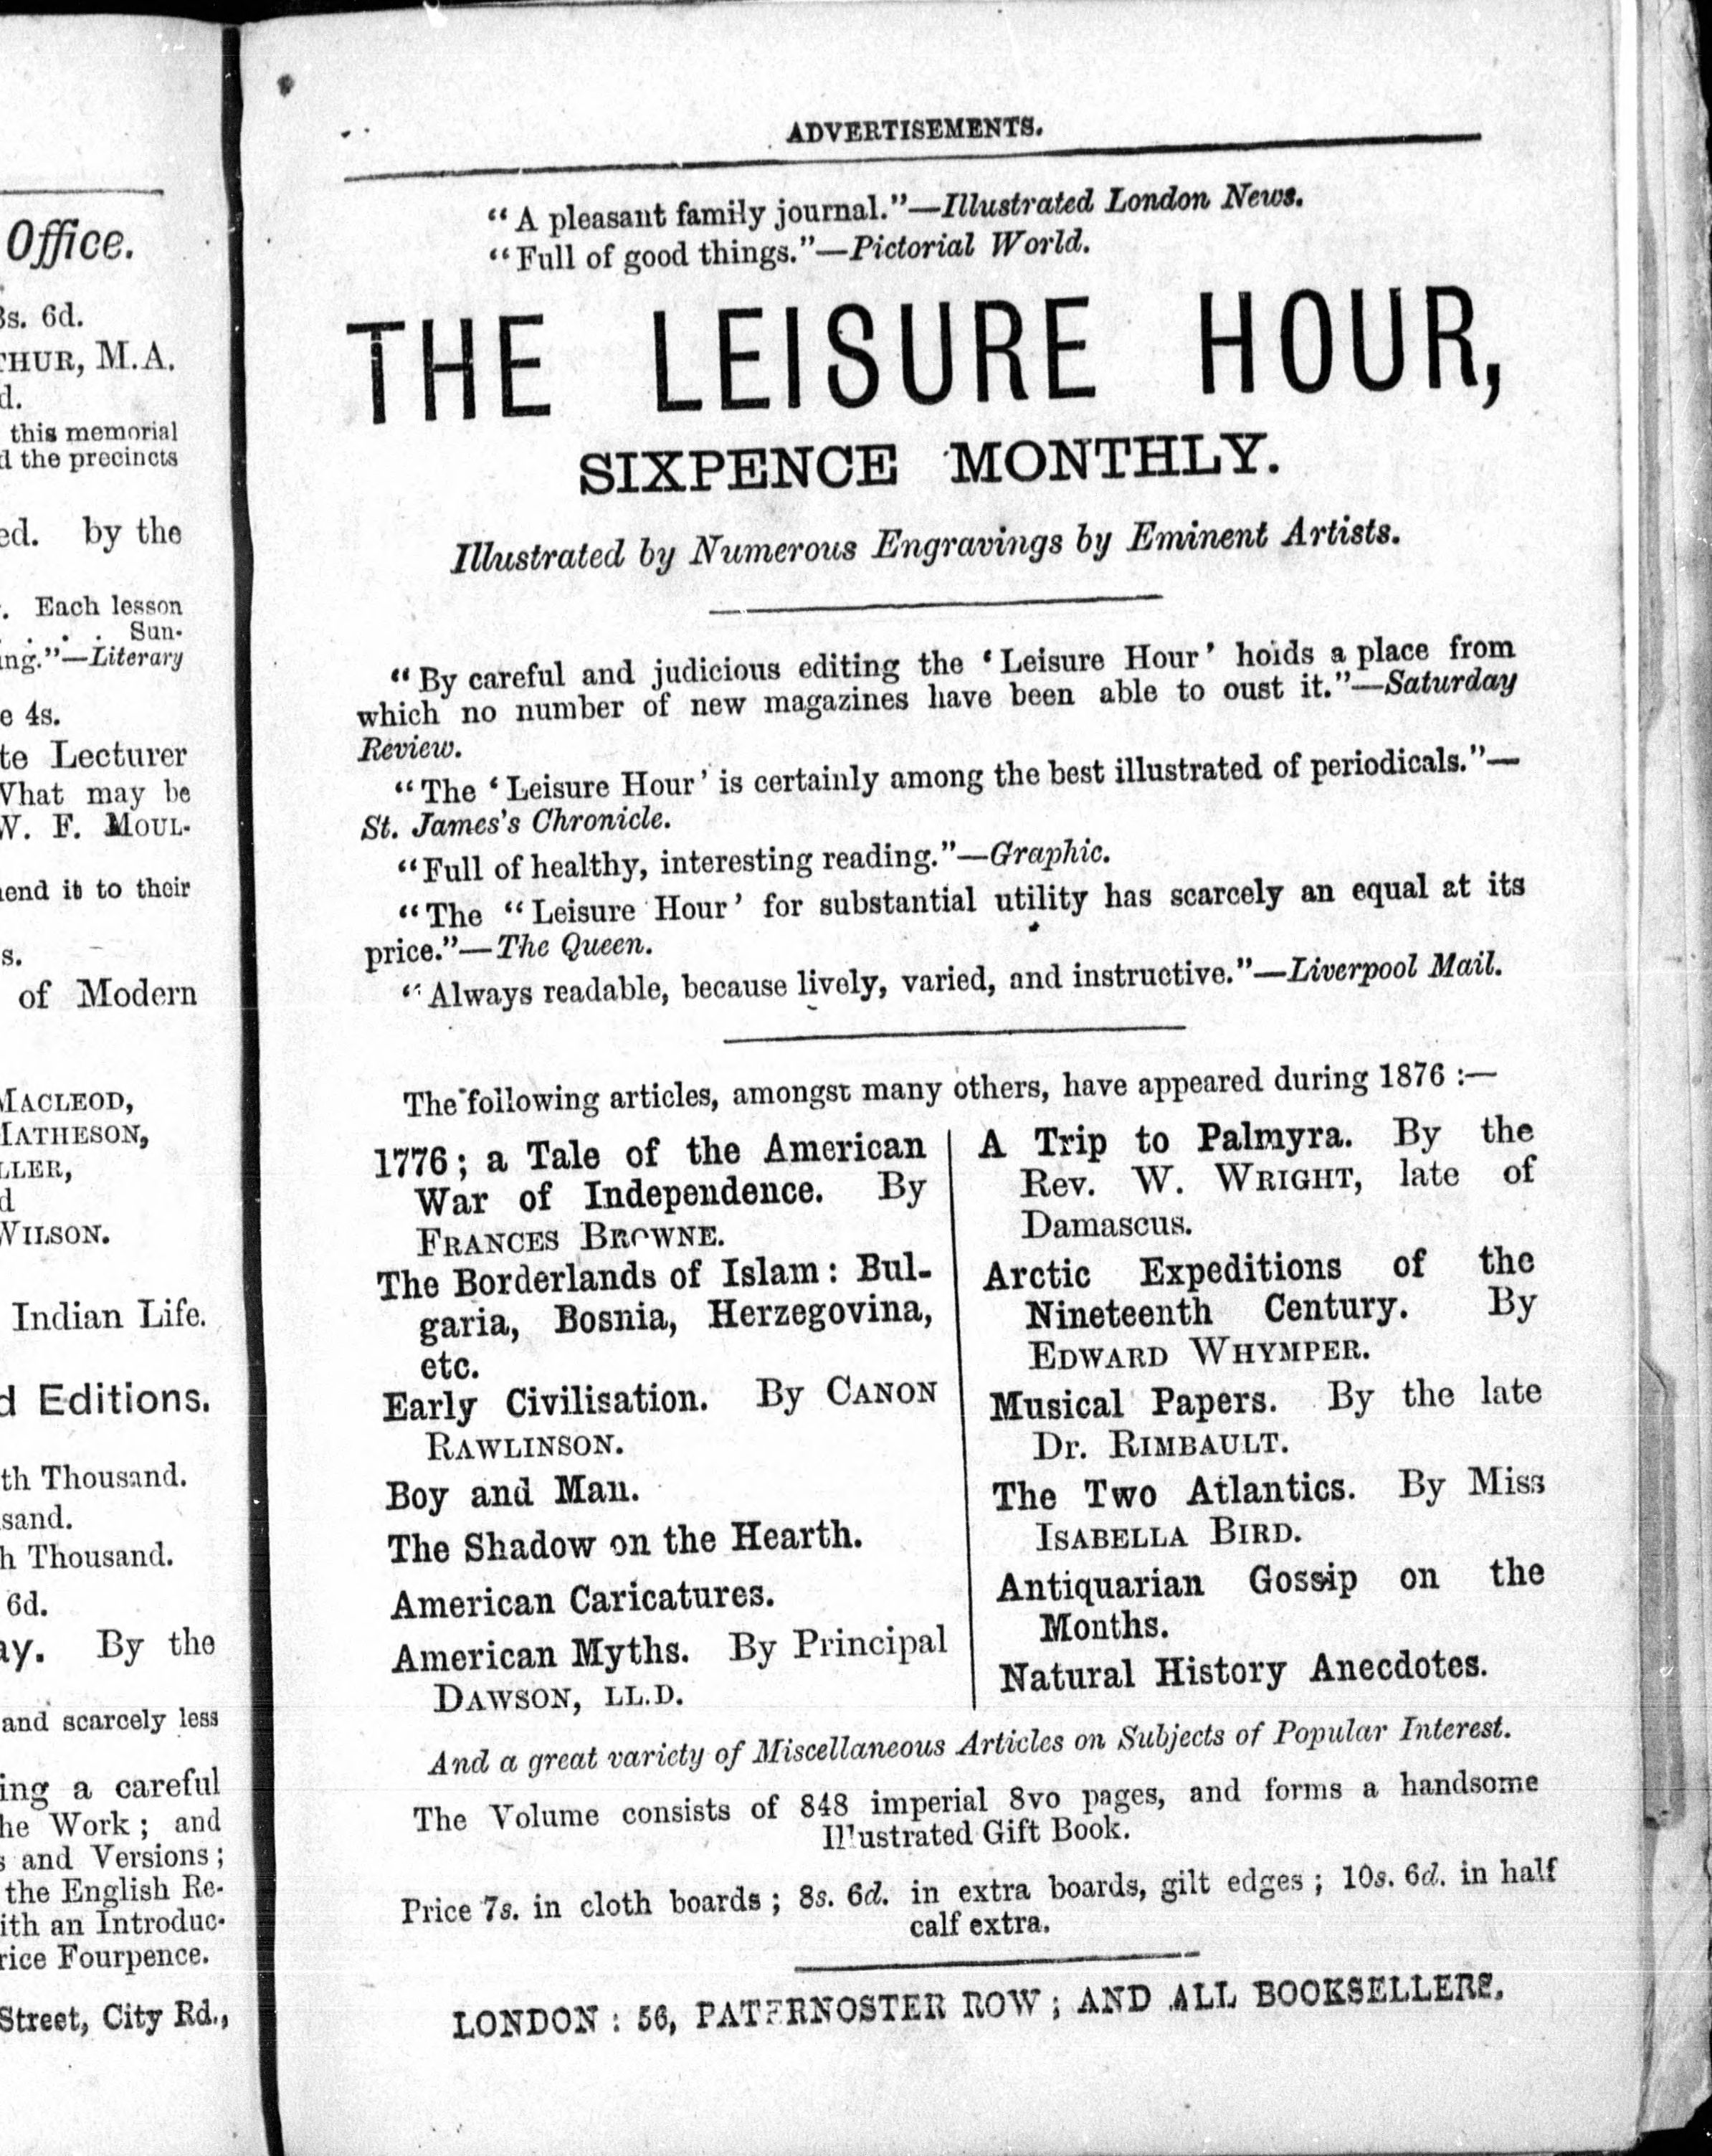 Office.
3s. 6d.
THUR, M.A.
d.
this memorial
d the precincts
ed. by the
. Each lesson
. . . . Sun-
ing."—Literary
e 4s.
te Lecturer
What may be
W. F. MOUL-
end it to their
s.
of Modern
MACLEOD,
MATHESON,
LLER,
d
WILSON.
Indian Life.
d Editions.
th Thousand.
sand.
h Thousand.
6d.
ay. By the
and scarcely less
ing a careful
he Work; and
s and Versions;
the English Re-
ith an Introduc-
rice Fourpence.
Street, City Rd.,
ADVERTISEMENTS.
"A pleasant family journal."—Illustrated London News.
"Full of good things."—Pictorial World.
THE LEISURE HOUR,
SIXPENCE MONTHLY.
Illustrated by Numerous Engravings by Eminent Artists.
"By careful and judicious editing the 'Leisure Hour' holds a place from
which no number of new magazines have been able to oust it."—Saturday
Review.
"The 'Leisure Hour' is certainly among the best illustrated of periodicals."—
St. James's Chronicle.
"Full of healthy, interesting reading."—Graphic.
"The "Leisure Hour' for substantial utility has scarcely an equal at its
price."—The Queen.
"Always readable, because lively, varied, and instructive."—Liverpool Mail.
The following articles, amongst many others, have appeared during 1876 :—
1776; a Tale of the American
War of Independence. By
FRANCES BROWNE.
The Borderlands of Islam: Bul-
garia, Bosnia, Herzegovina,
etc.
Early Civilisation. By CANON
RAWLINSON.
Boy and Man.
The Shadow on the Hearth.
American Caricatures.
American Myths. By Principal
DAWSON, LL.D.
A Trip to Palmyra. By the
Rev. W. WRIGHT, late of
Damascus.
Arctic Expeditions of the
Nineteenth Century. By
EDWARD WHYMPER.
Musical Papers. By the late
Dr. RIMBAULT.
The Two Atlantics. By Miss
ISABELLA BIRD.
Antiquarian Gossip on the
Months.
Natural History Anecdotes.
And a great variety of Miscellaneous Articles on Subjects of Popular Interest.
The Volume consists of 848 imperial 8vo pages, and forms a handsome
Illustrated Gift Book.
Price 7s. in cloth boards; 8s. 6d. in extra boards, gilt edges; 10s. 6d. in half
calf extra.
LONDON: 56, PATERNOSTER ROW; AND ALL BOOKSELLERS.